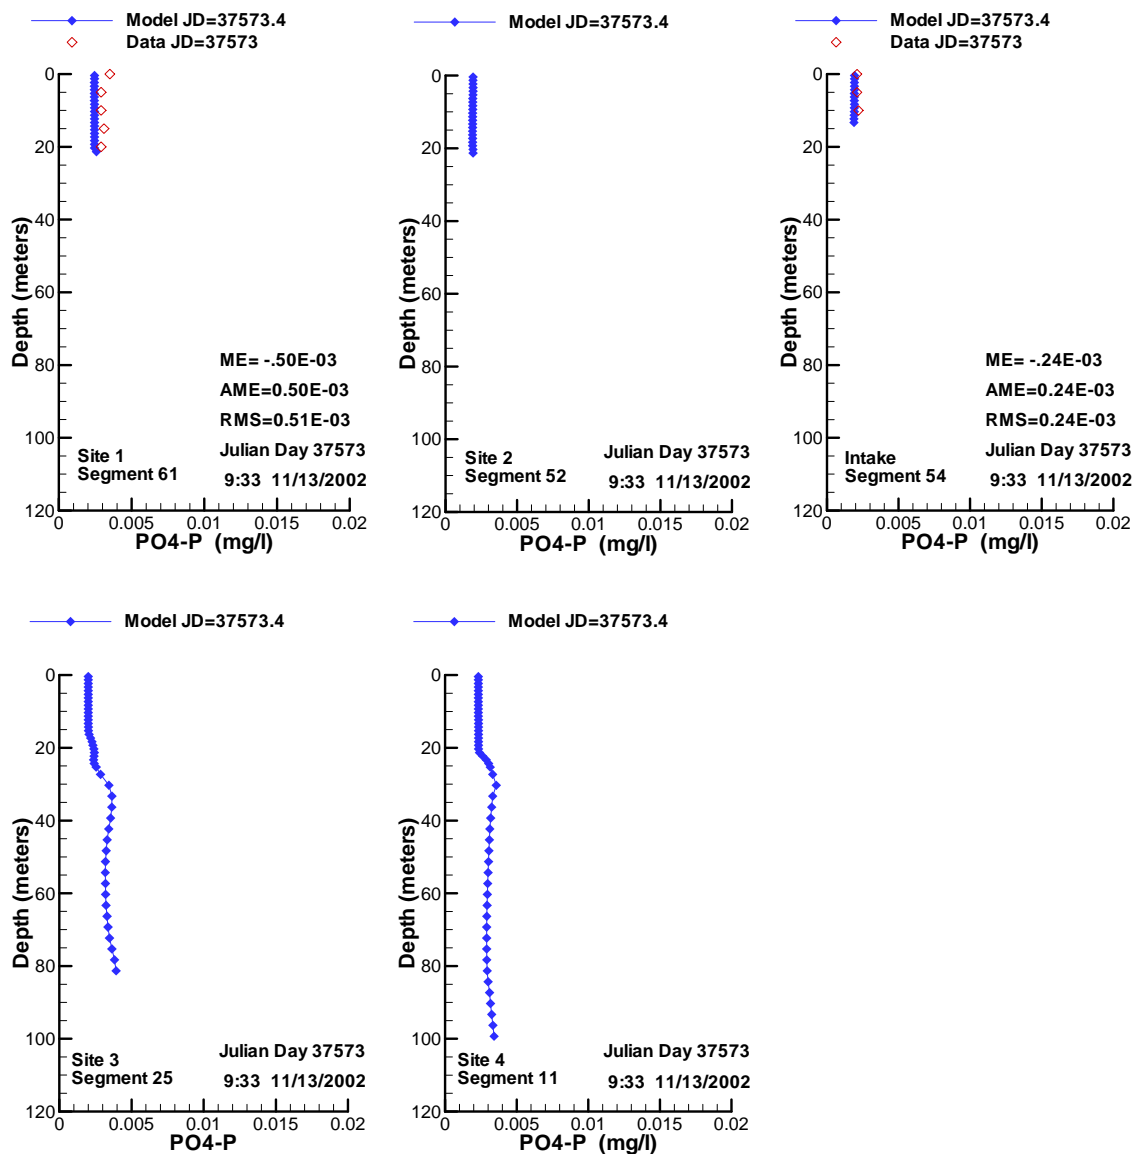 Model JD=37573.4
Data JD=37573
0
20
40
60
80
100
120
Depth (meters)
ME= -.50E-03
AME=0.50E-03
RMS=0.51E-03
Julian Day 37573
9:33 11/13/2002
Site 1
Segment 61
0 0.005 0.01 0.015 0.02
PO4-P (mg/l)
Model JD=37573.4
0
20
40
60
80
100
120
Depth (meters)
Julian Day 37573
9:33 11/13/2002
Site 2
Segment 52
0 0.005 0.01 0.015 0.02
PO4-P (mg/l)
Model JD=37573.4
Data JD=37573
0
20
40
60
80
100
120
Depth (meters)
ME= -.24E-03
AME=0.24E-03
RMS=0.24E-03
Julian Day 37573
9:33 11/13/2002
Intake
Segment 54
0 0.005 0.01 0.015 0.02
PO4-P (mg/l)
Model JD=37573.4
0
20
40
60
80
100
120
Depth (meters)
Julian Day 37573
9:33 11/13/2002
Site 3
Segment 25
0 0.005 0.01 0.015 0.02
PO4-P
Model JD=37573.4
0
20
40
60
80
100
120
Depth (meters)
Julian Day 37573
9:33 11/13/2002
Site 4
Segment 11
0 0.005 0.01 0.015 0.02
PO4-P (mg/l)